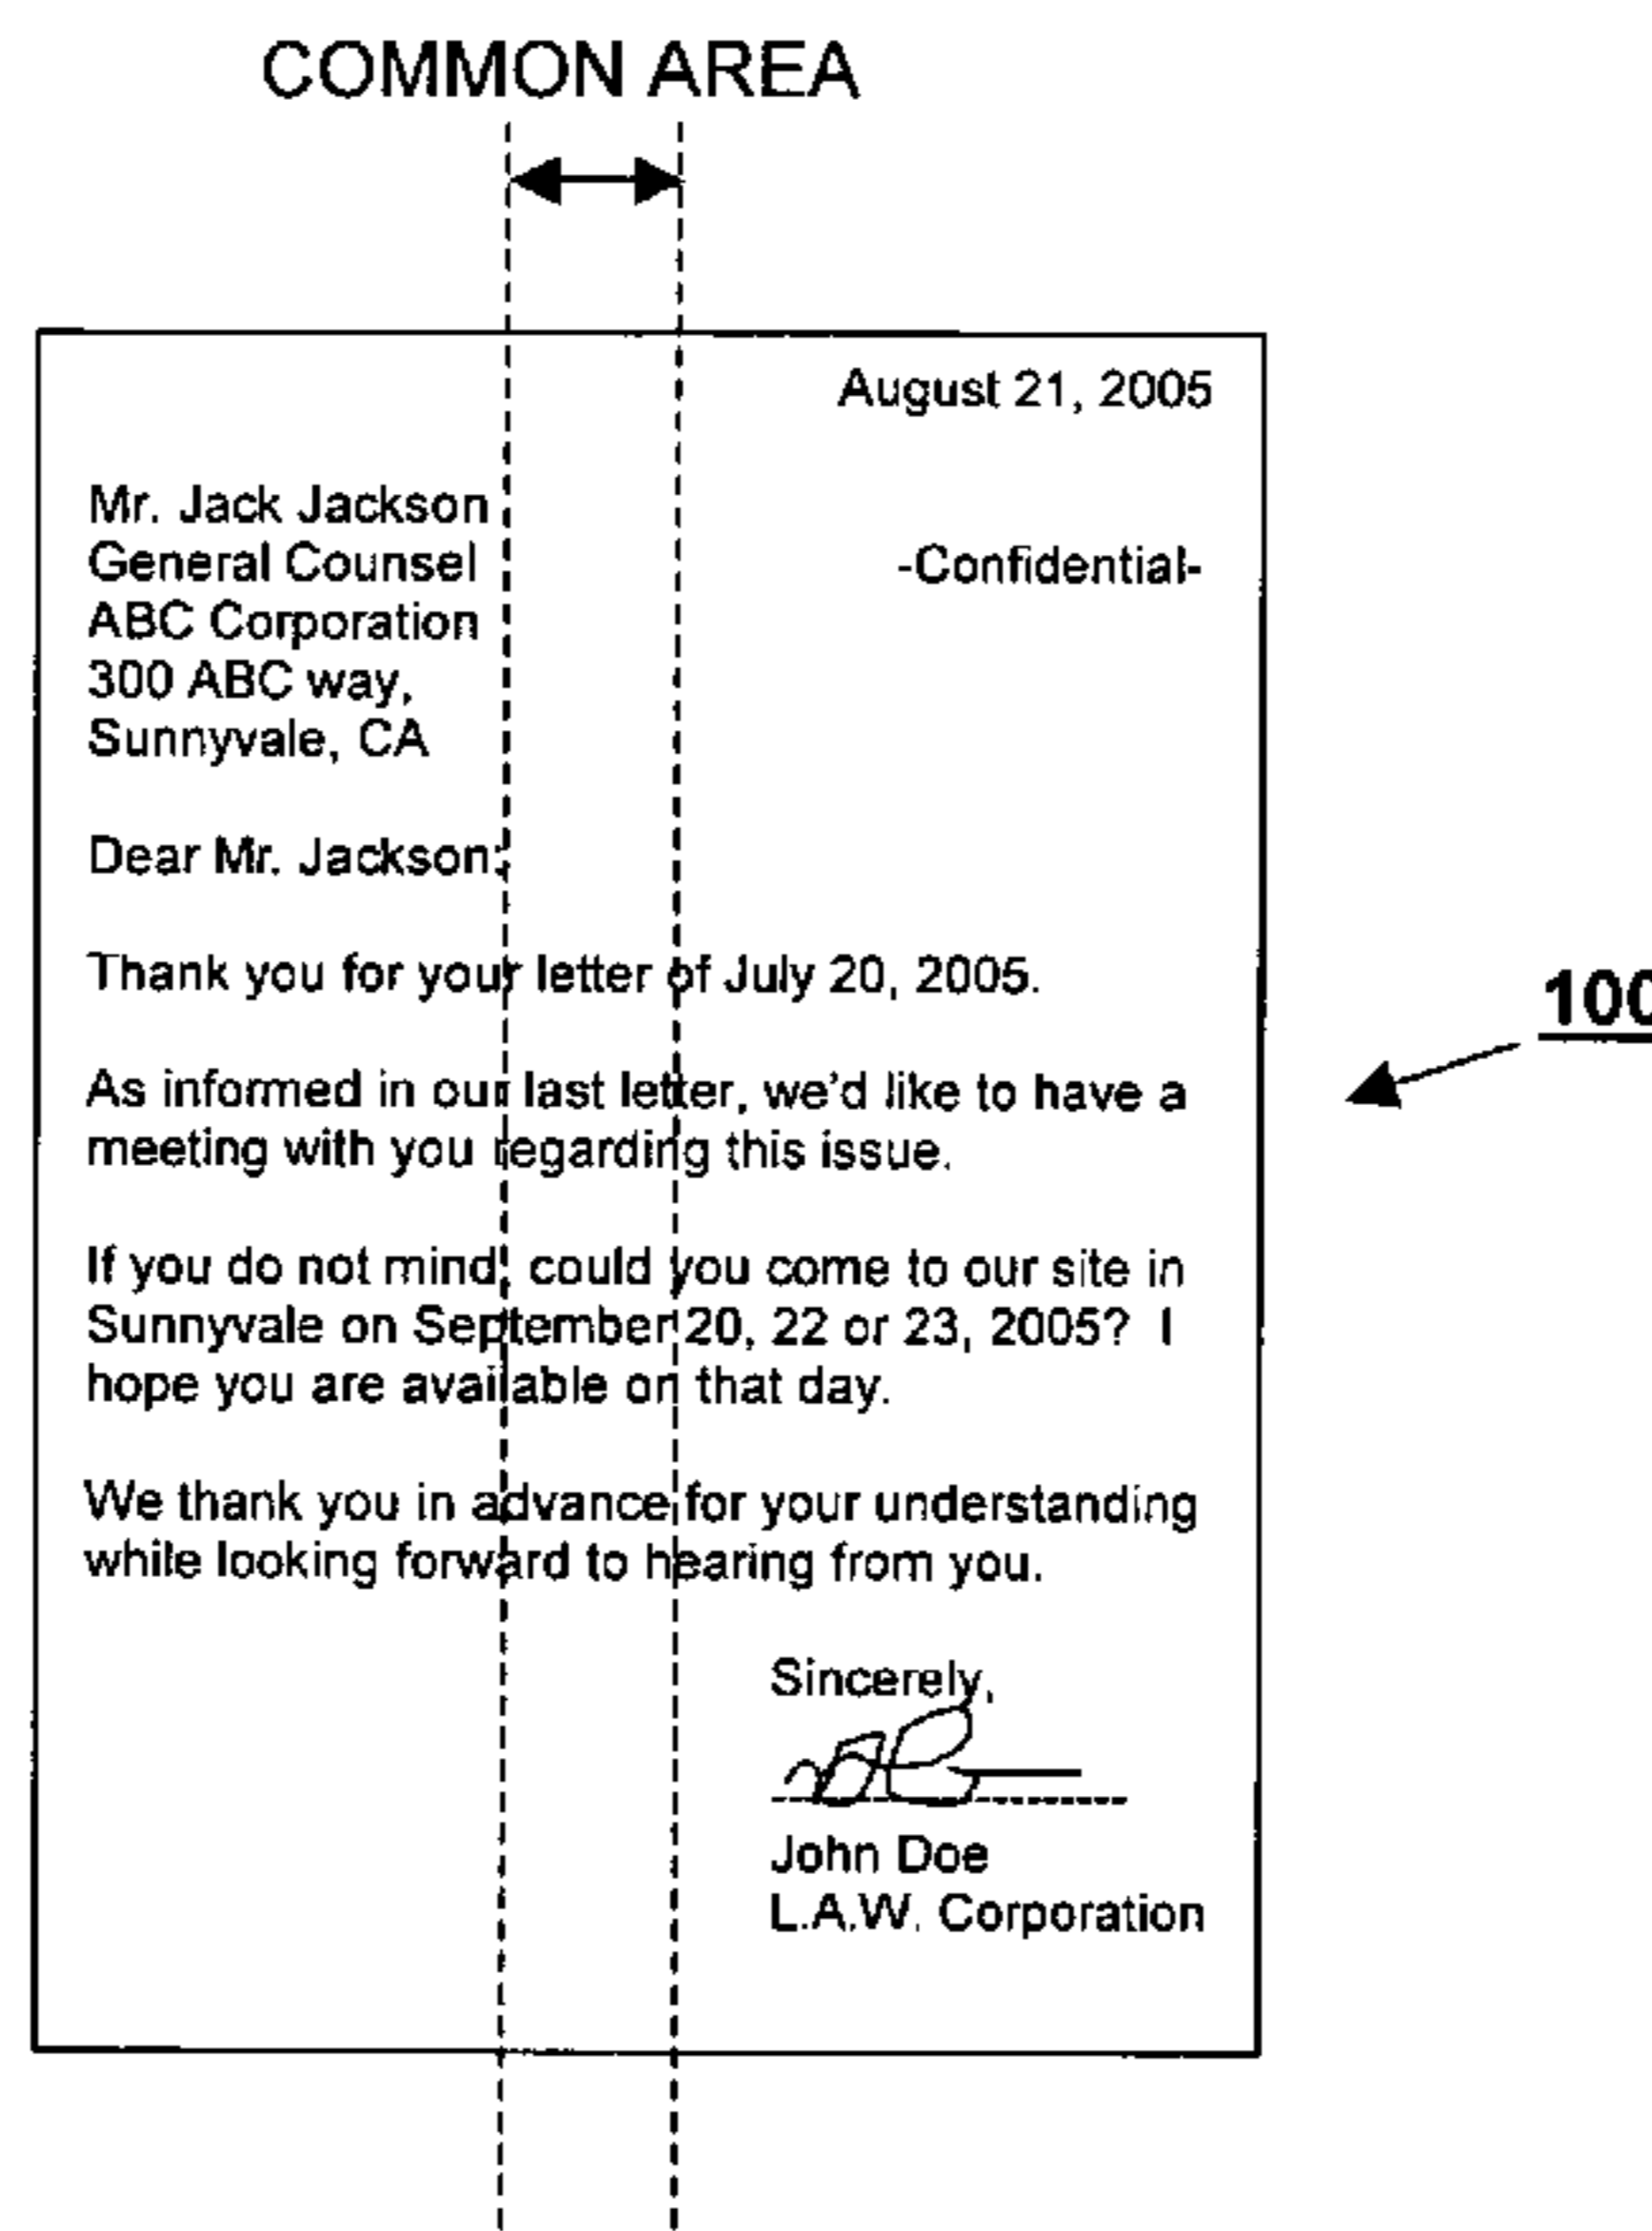 COMMON AREA
August 21, 2005
Mr. Jack Jackson
General Counsel
-Confidential-
ABC Corporation
300 ABC way,
Sunnyvale, CA
Dear Mr. Jackson:
Thank you for your letter of July 20, 2005.
100
As informed in our last letter, we'd like to have a
meeting with you regarding this issue.
If you do not mind, could you come to our site in
Sunnyvale on September 20, 22 or 23, 2005? I
hope you are available on that day.
We thank you in advance for your understanding
while looking forward to hearing from you.
Sincerely,
John Doe
L.A.W. Corporation